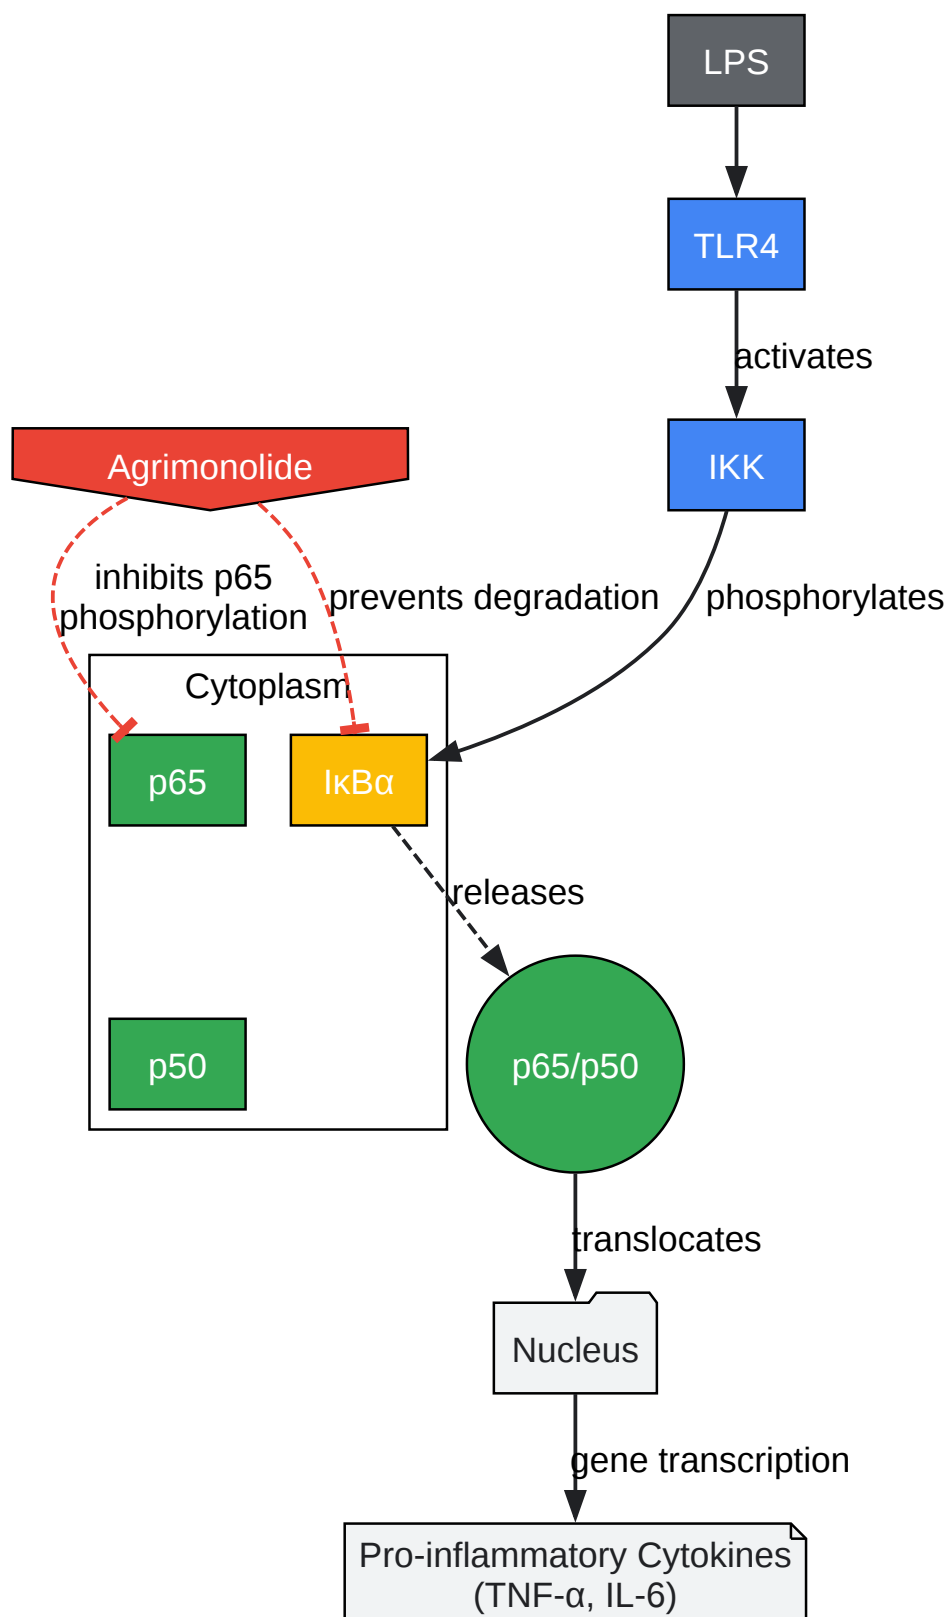 LPS
TLR4
activates
Agrimonolide
IKK
inhibits p65
phosphorylation
prevents degradation
phosphorylates
Cytoplasm
p65
IκBα
releases
p50
p65/p50
translocates
Nucleus
gene transcription
Pro-inflammatory Cytokines
(TNF-α, IL-6)